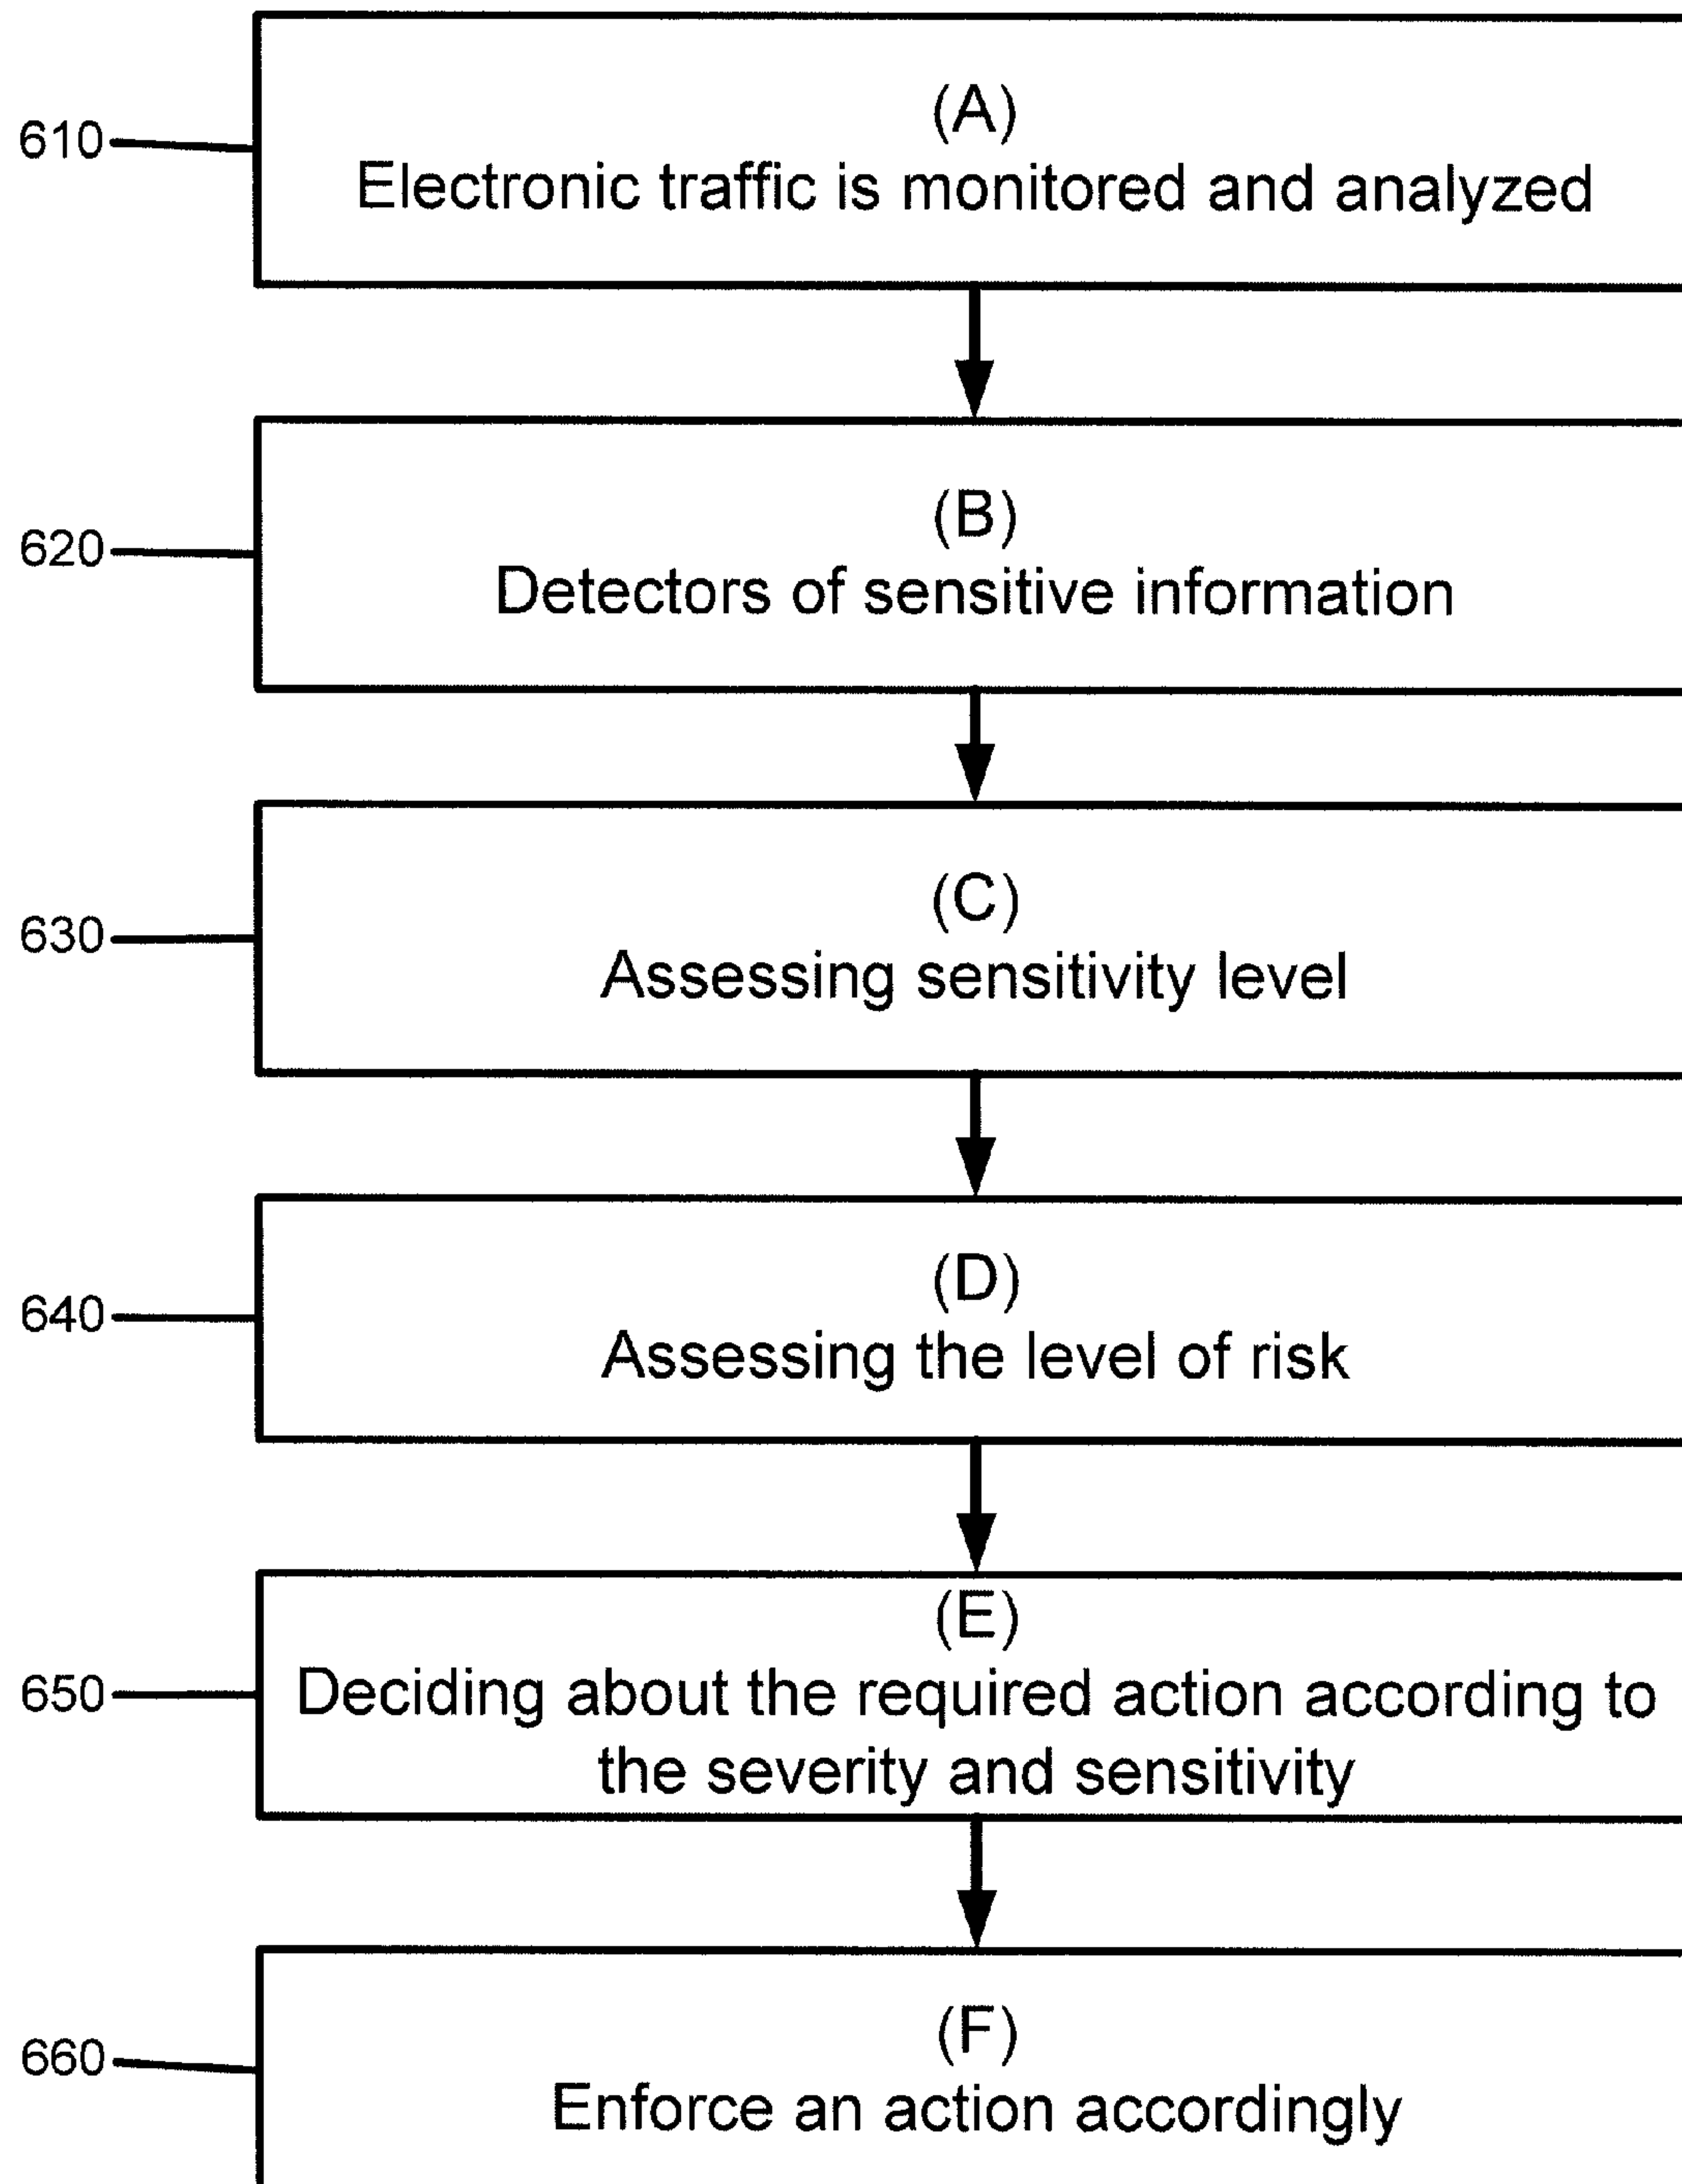 (A)
610
Electronic traffic is monitored and analyzed
(B)
620
Detectors of sensitive information
(C)
630
Assessing sensitivity level
(D)
640
Assessing the level of risk
(E)
650
Deciding about the required action according to
the severity and sensitivity
(F)
660
Enforce an action accordingly